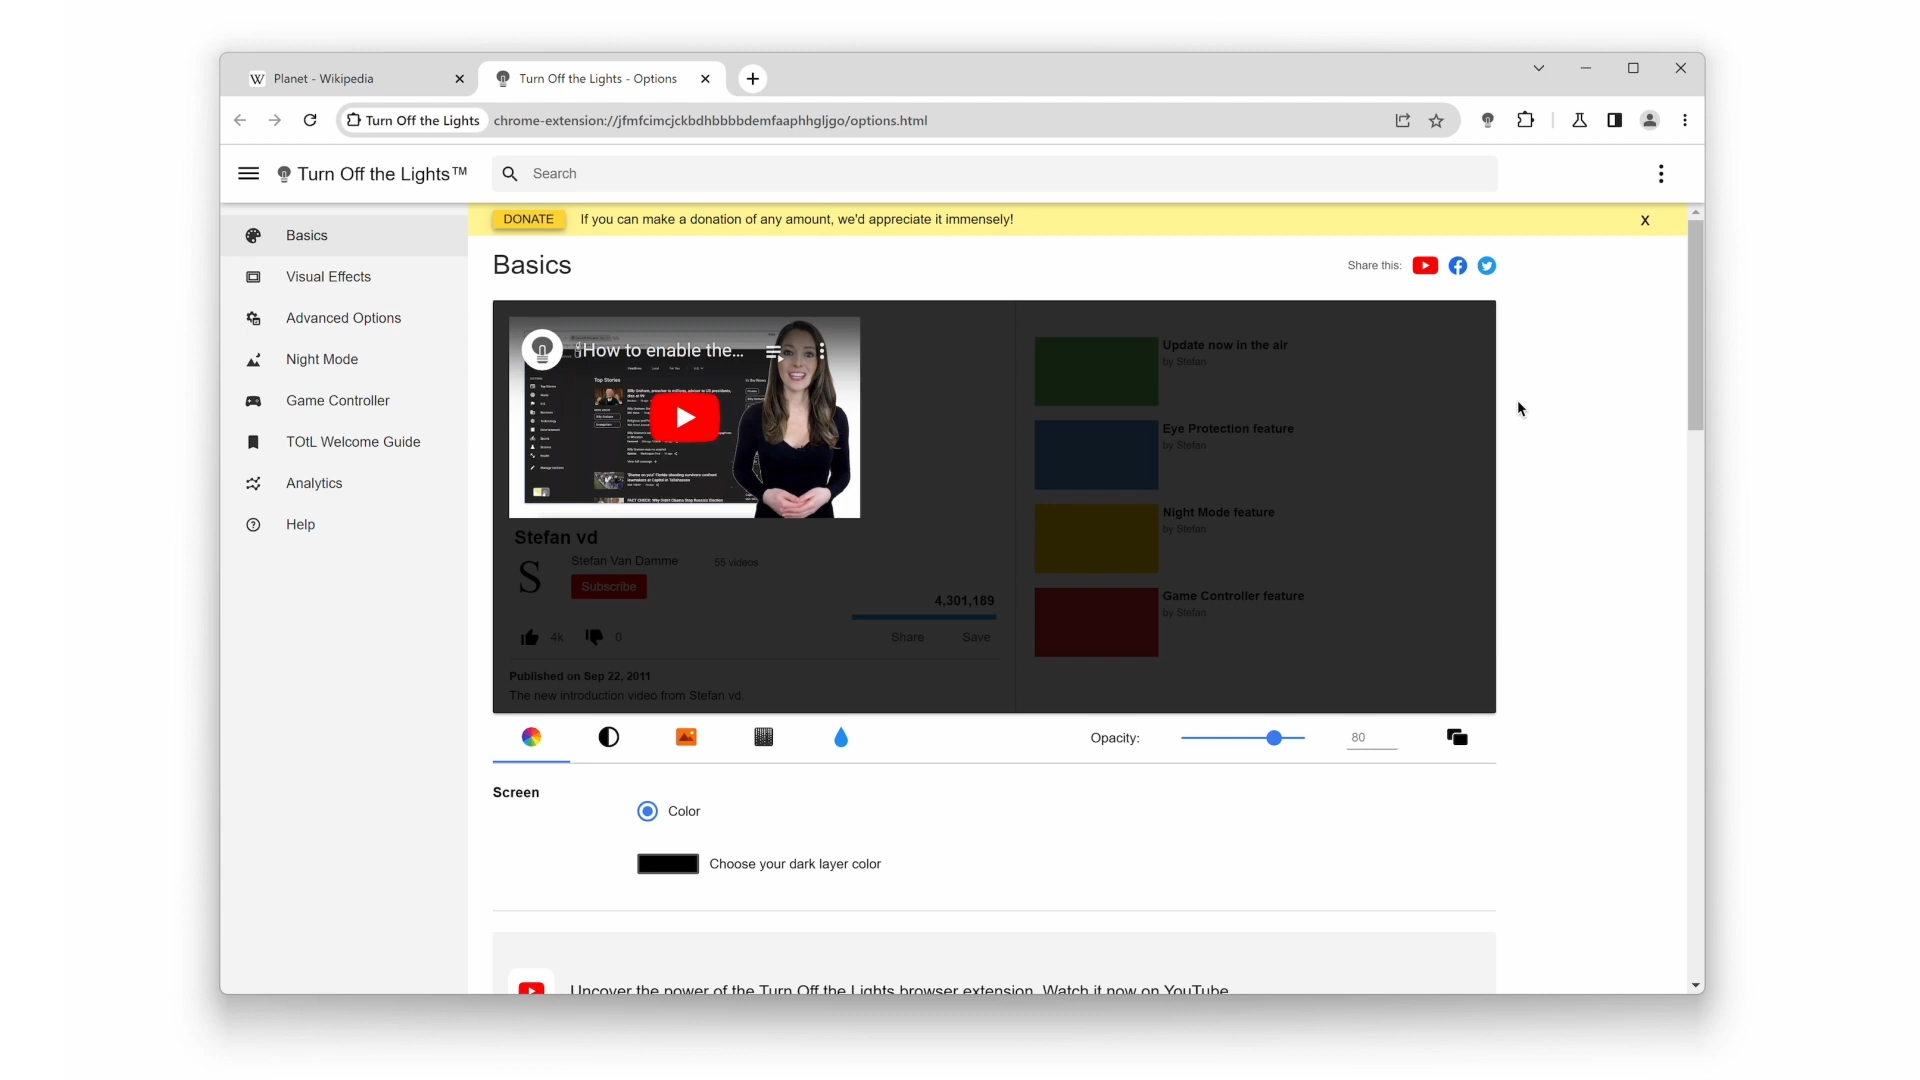 Planet - Wikipedia
Turn Off the Lights - Options
Turn Off the Lights
chrome-extension://jfmfcimcjckbdhbbbbdemfaaphhgljgo/options.html
Turn Off the Lights™
Search
DONATE
If you can make a donation of any amount, we'd appreciate it immensely!
X
Basics
Visual Effects
Advanced Options
Night Mode
Game Controller
TOtL Welcome Guide
Analytics
Help
Basics
Share this:
How to enable the...
Top Stories
Stefan vd
S
Stefan Van Damme
55 videos
Subscribe
4,301,189
4k
0
Share
Save
Published on Sep 22, 2011
The new introduction video from Stefan vd.
Update now in the air
by Stefan
Eye Protection feature
by Stefan
Night Mode feature
by Stefan
Game Controller feature
by Stefan
Opacity:
80
Screen
Color
Choose your dark layer color
Uncover the power of the Turn Off the Lights browser extension. Watch it now on YouTube